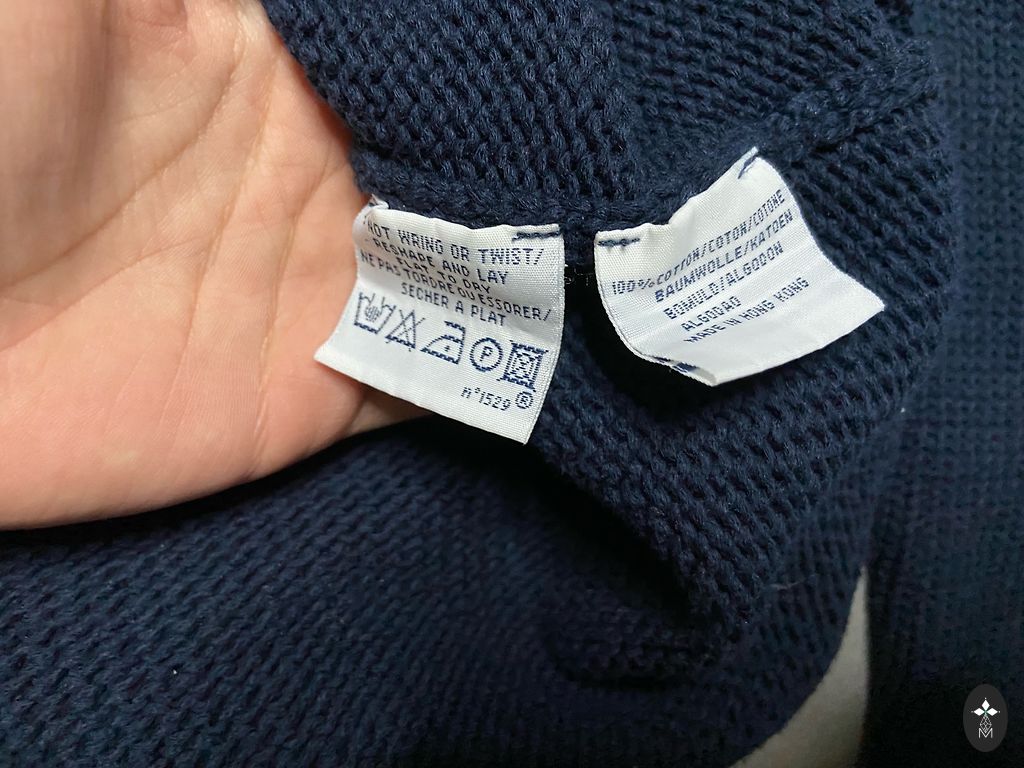 NOT WRING OR TWIST/
RESHAPE AND LAY
FLAT TO DRY
NE PAS TORDRE OU ESSORER/
SECHER A PLAT
P
n°1529 ®
100% COTTON/COTON/COTONE
BAUMWOLLE/KATOEN
BOMULD/ALGODON
ALGODAO
MADE IN HONG KONG
M